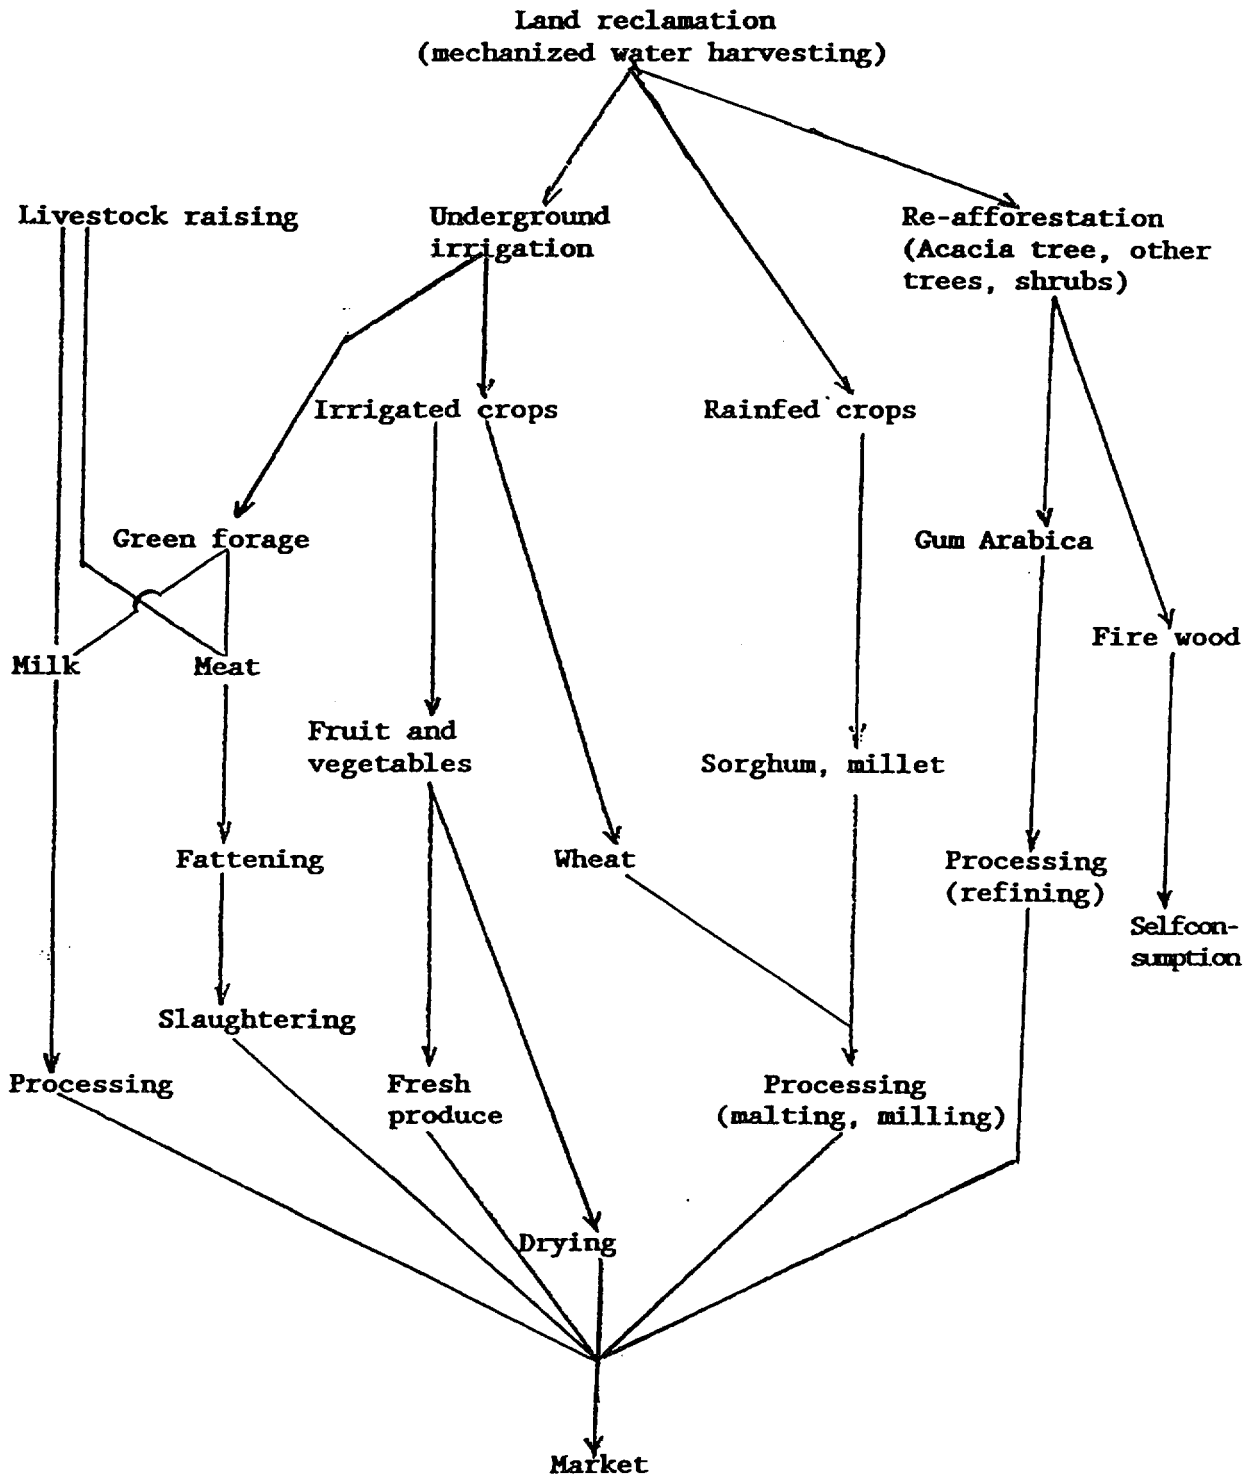 Land reclamation
(mechanized water harvesting)
Livestock raising
Underground
irrigation
Re-afforestation
(Acacia tree, other
trees, shrubs)
Irrigated crops
Rainfed crops
Green forage
Gum Arabica
Fire wood
Milk
Meat
Fruit and
vegetables
Sorghum, millet
Fattening
Wheat
Processing
(refining)
Selfcon-
sumption
Slaughtering
Processing
Fresh
produce
Processing
(malting, milling)
Drying
Market